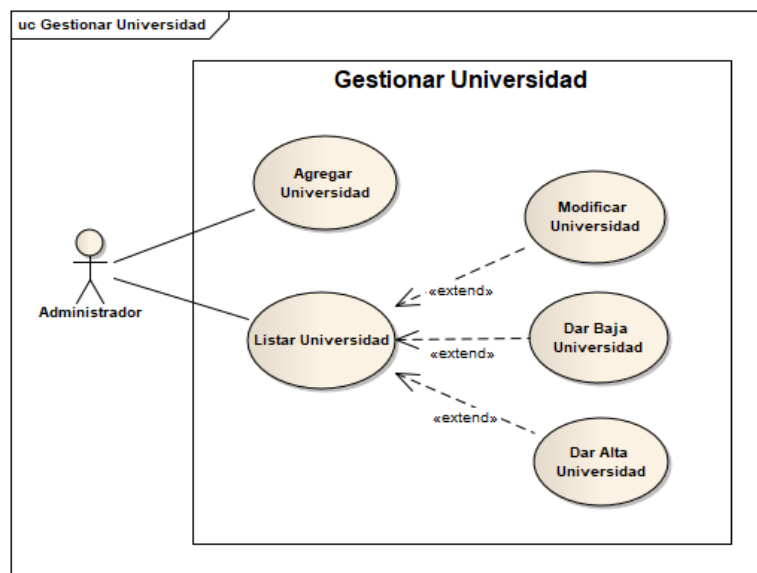 uc Gestionar Universidad
Gestionar Universidad
Agregar
Universidad
Modificar
Universidad
«extend»
Administrador
Listar Universidad
Dar Baja
Universidad
«extend»
«extend»
Dar Alta
Universidad